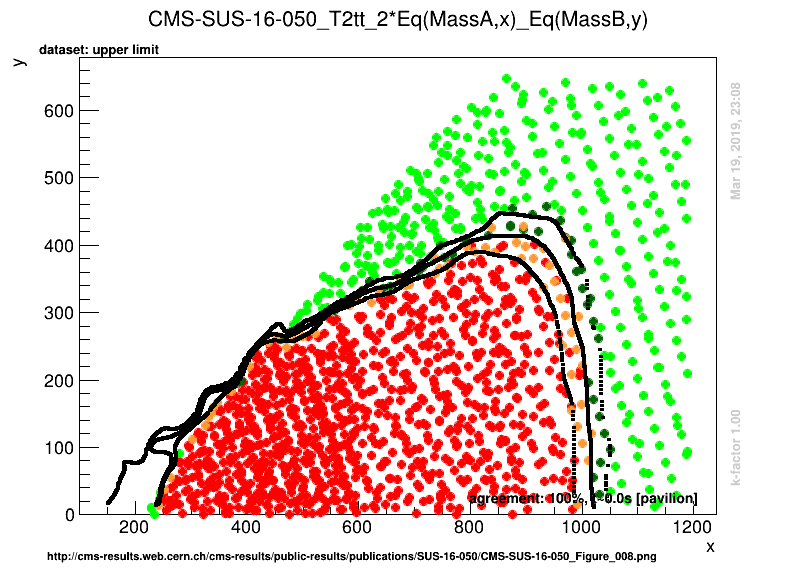 CMS-SUS-16-050_T2tt_2*Eq(MassA,x)_Eq(MassB,y)
dataset: upper limit
y
600
500
400
300
200
100
0
200
400
600
800
1000
1200
x
Mar 19, 2019, 23:08
k-factor 1.00
agreement: 100%, ~0.0s [pavilion]
http://cms-results.web.cern.ch/cms-results/public-results/publications/SUS-16-050/CMS-SUS-16-050_Figure_008.png